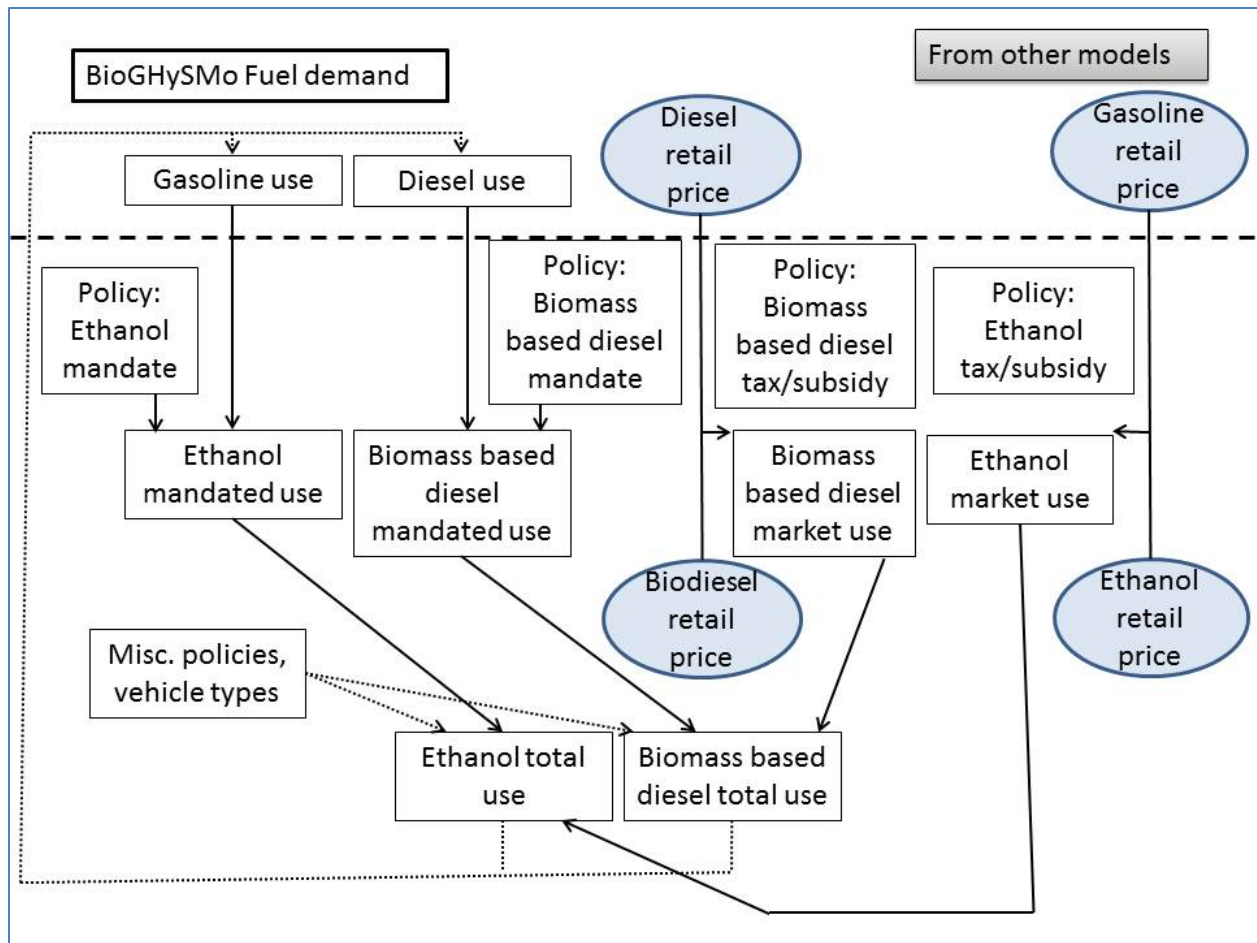 BioGHySMo Fuel demand
From other models
Diesel
retail
price
Gasoline
retail
price
Gasoline use
Diesel use
Policy:
Ethanol
mandate
Policy:
Biomass
based diesel
mandate
Policy:
Biomass
based diesel
tax/subsidy
Policy:
Ethanol
tax/subsidy
Ethanol
mandated use
Biomass based
diesel
mandated use
Biomass
based diesel
market use
Ethanol
market use
Biodiesel
retail
price
Ethanol
retail
price
Misc. policies,
vehicle types
Ethanol total
use
Biomass based
diesel total use